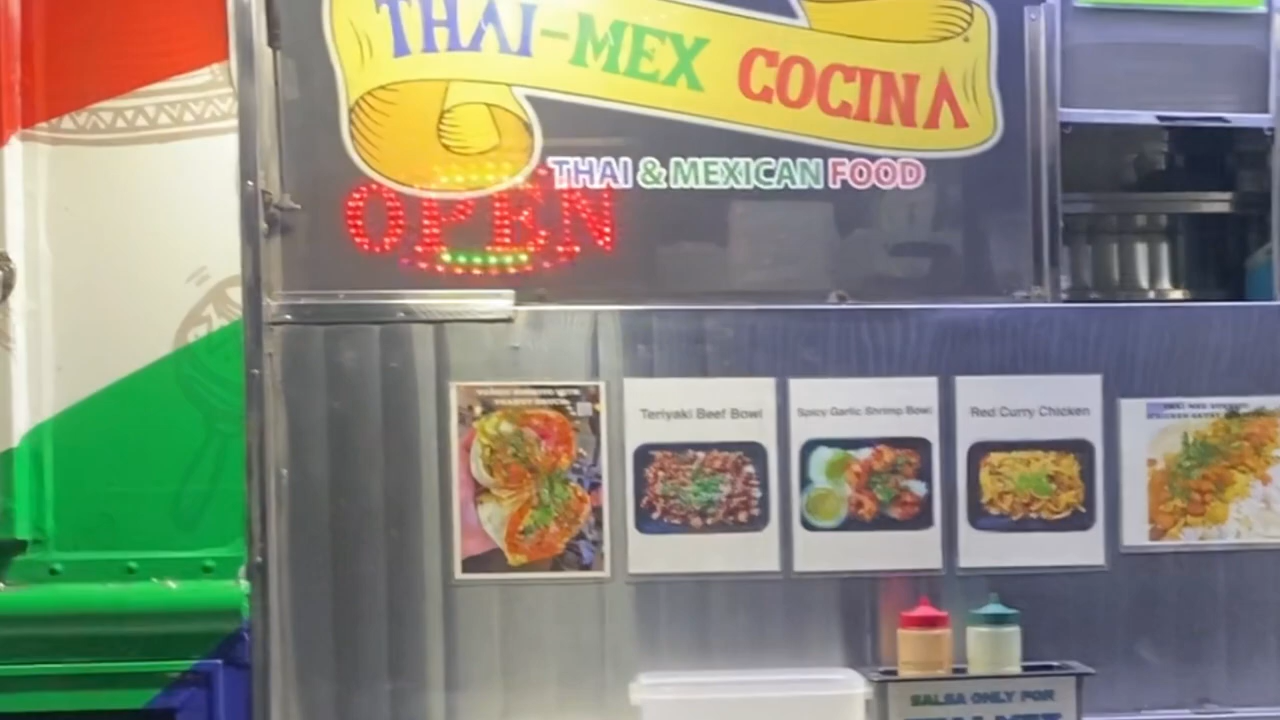 THAI-MEX COCINA
THAI & MEXICAN FOOD
OPEN
Teriyaki Beef Bowl
Spicy Garlic Shrimp Bowl
Red Curry Chicken
SALSA ONLY FOR